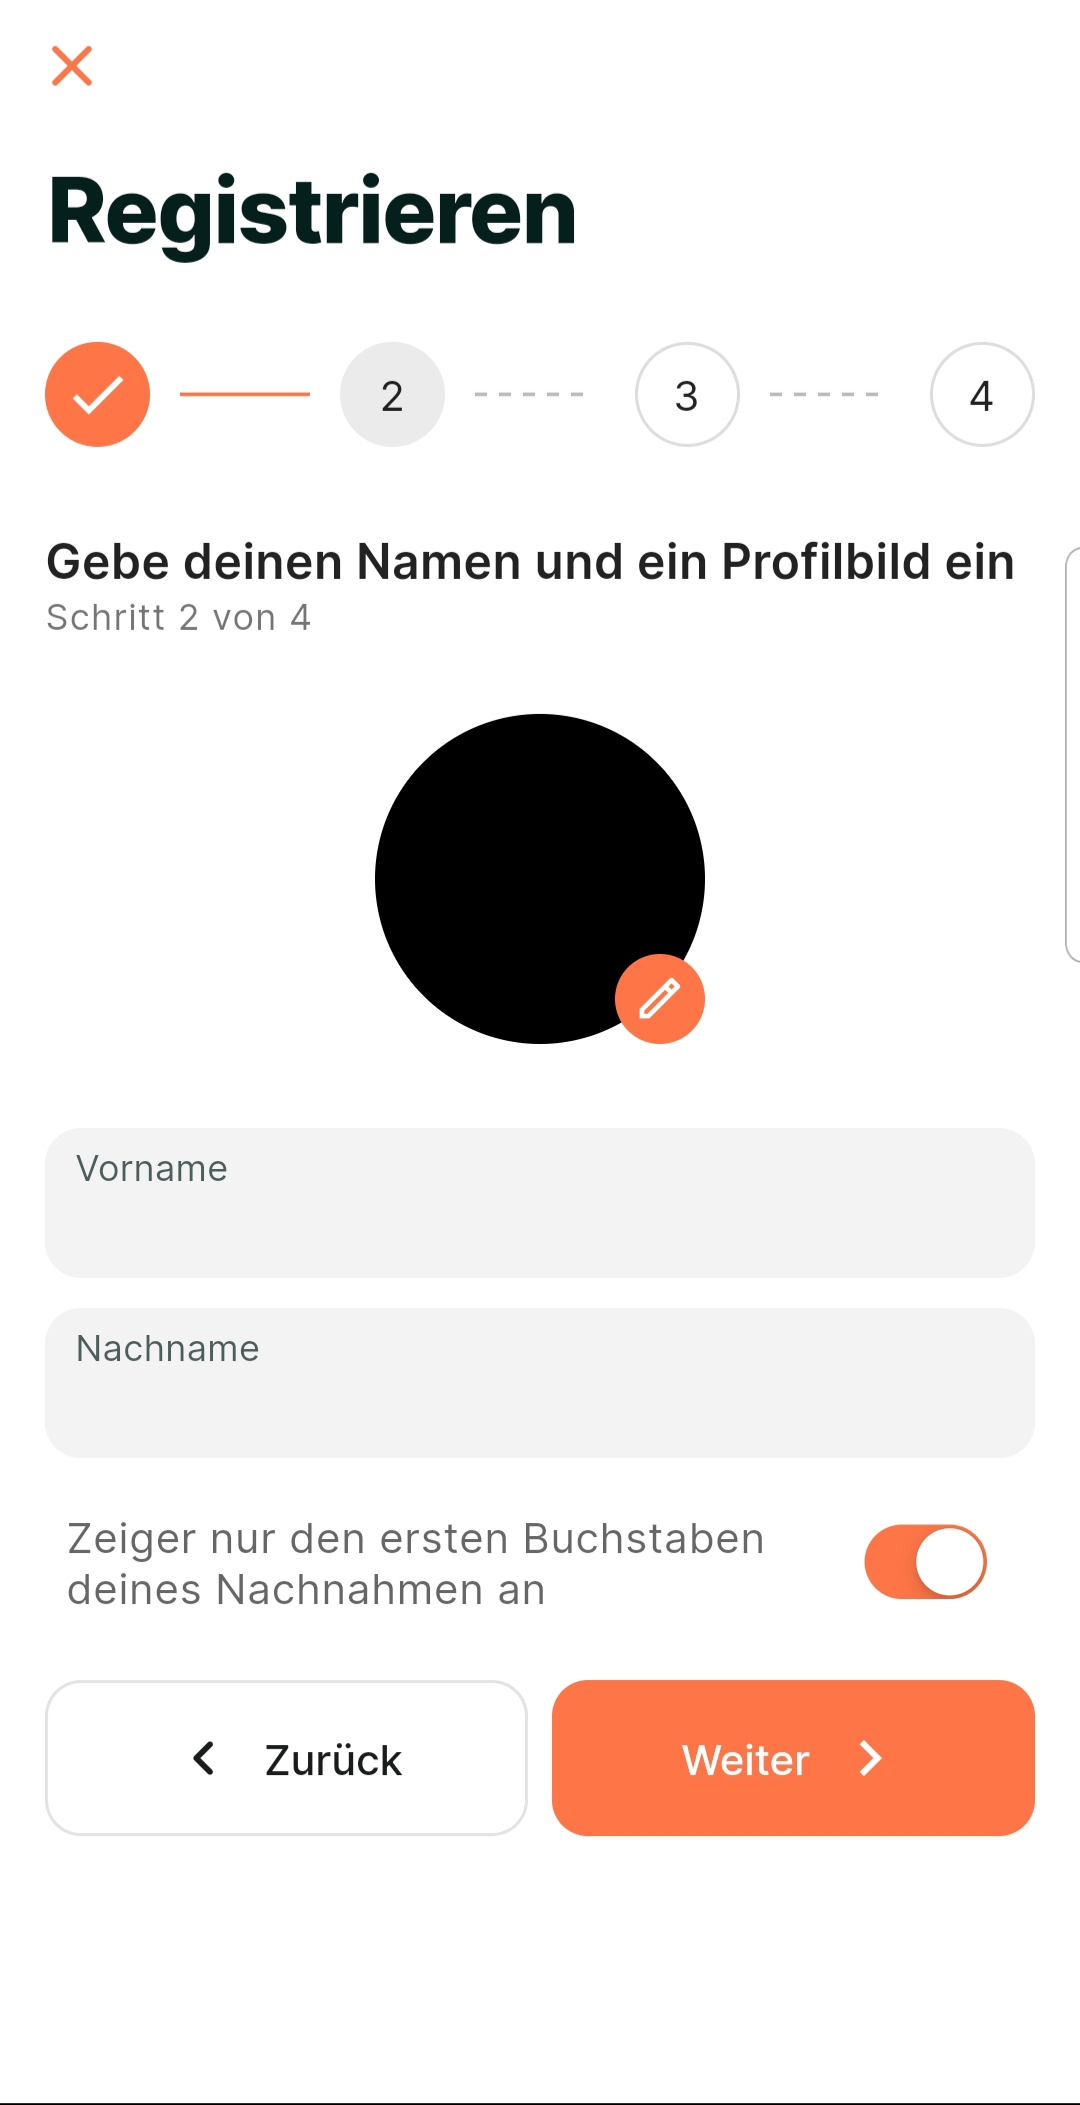 Registrieren
2
3
4
Gebe deinen Namen und ein Profilbild ein
Schritt 2 von 4
Vorname
Nachname
Zeiger nur den ersten Buchstaben
deines Nachnahmen an
Zurück
Weiter